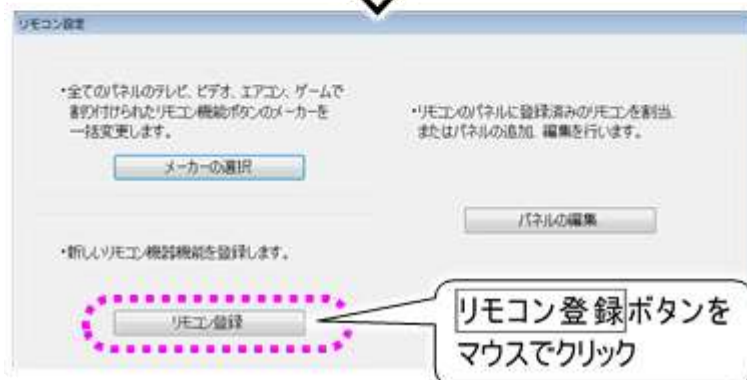 リモコン設定
・全てのパネルのテレビ、ビデオ、エアコン、ゲームで
割り付けられたリモコン機能ボタンのメーカーを
一括変更します。
メーカーの選択
・リモコンのパネルに登録済みのリモコンを割当、
またはパネルの追加、編集を行います。
パネルの編集
・新しいリモコン機器機能を登録します。
リモコン登録
リモコン登録ボタンを
マウスでクリック